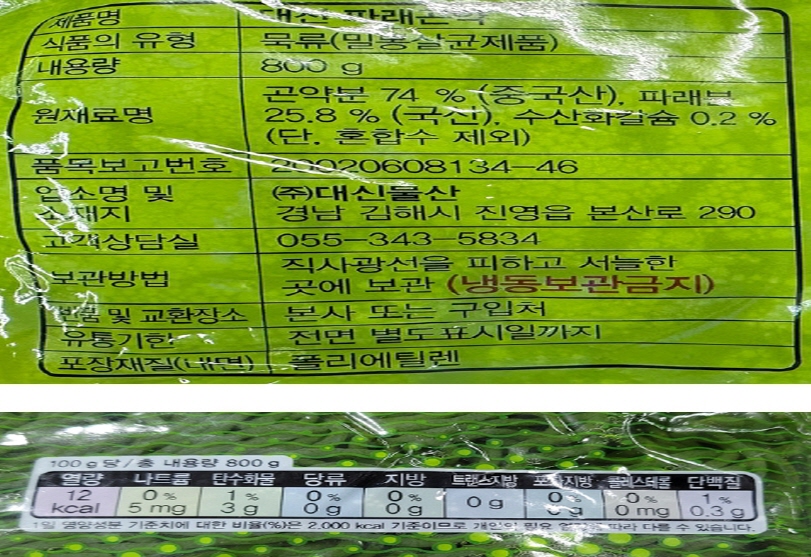 제품명 대신 파래곤약
식품의 유형 묵류(밀봉살균제품)
내용량 800 g
원재료명 곤약분 74 % (중국산), 파래분
25.8 % (국산), 수산화칼슘 0.2 %
(단, 혼합수 제외)
품목보고번호 20020608134-46
업소명 및 ㈜대신물산
소재지 경남 김해시 진영읍 본산로 290
고객상담실 055-343-5834
보관방법 직사광선을 피하고 서늘한
곳에 보관 (냉동보관금지)
반품 및 교환장소 본사 또는 구입처
유통기한 전면 별도표시일까지
포장재질(내면) 폴리에틸렌
100 g 당 / 총 내용량 800 g
열량 나트륨 탄수화물 당류 지방 트랜스지방 포화지방 콜레스테롤 단백질
12 0 % 1 % 0 % 0 % 0 g 0 % 0 % 1 %
kcal 5 mg 3 g 0 g 0 g 0 g 0 mg 0.3 g
1일 영양성분 기준치에 대한 비율(%)은 2,000 kcal 기준이므로 개인의 필요 열량에 따라 다를 수 있습니다.